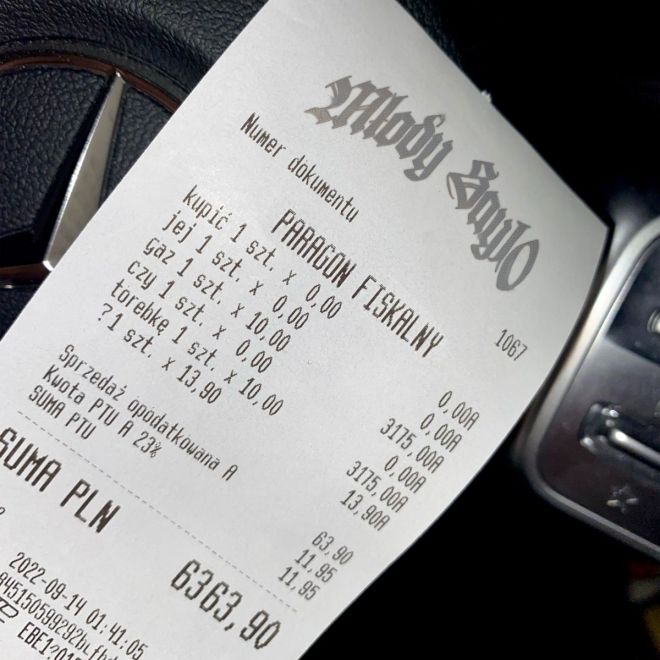 Mlody Say10
Numer dokumentu 1067
PARAGON FISKALNY
kupić 1 szt. x 0,00 0,00A
jej 1 szt. x 0,00 0,00A
gaz 1 szt. x 10,00 3175,00A
czy 1 szt. x 0,00 0,00A
torebkę 1 szt. x 10,00 3175,00A
?1 szt. x 13,90 13,90A
Sprzedaż opodatkowana A 63,90
Kwota PTU A 23% 11,95
SUMA PTU 11,95
SUMA PLN 6363,90
2022-09-14 01:41:05